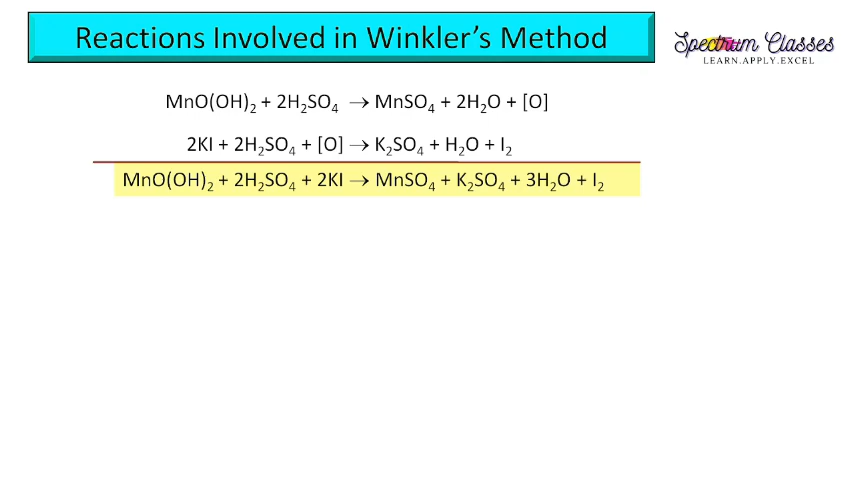 Reactions Involved in Winkler's Method
Spectrum Classes
LEARN.APPLY.EXCEL
MnO(OH)₂ + 2H₂SO₄ → MnSO₄ + 2H₂O + [O]
2KI + 2H₂SO₄ + [O] → K₂SO₄ + H₂O + I₂
MnO(OH)₂ + 2H₂SO₄ + 2KI → MnSO₄ + K₂SO₄ + 3H₂O + I₂